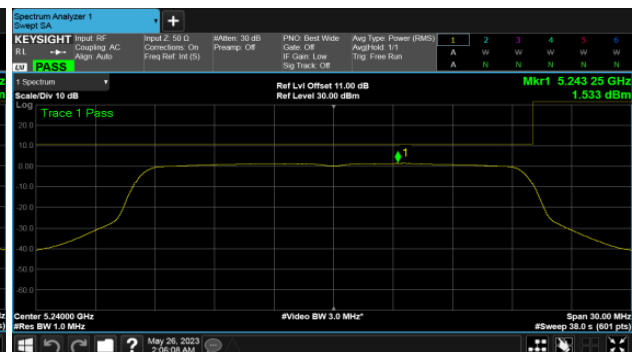 Spectrum Analyzer 1
Swept SA
+
KEYSIGHT Input: RF Input Z: 50 Ω #Atten: 30 dB PNO: Best Wide Avg Type: Power (RMS) 1 2 3 4 5 6
RL Coupling: AC Corrections: On Preamp: Off Gate: Off Avg|Hold: 1/1 A W W W W W
Align: Auto Freq Ref: Int (S) IF Gain: Low Trig: Free Run
LXI PASS Sig Track: Off A N N N N N
1 Spectrum Ref Lvl Offset 11.00 dB Mkr1 5.243 25 GHz
Scale/Div 10 dB Ref Level 30.00 dBm 1.533 dBm
Log
Trace 1 Pass
20.0
10.0
1
0.00
-10.0
-20.0
-30.0
-40.0
-50.0
-60.0
Center 5.24000 GHz #Video BW 3.0 MHz* Span 30.00 MHz
#Res BW 1.0 MHz #Sweep 38.0 s (601 pts)
? May 26, 2023
2:06:08 AM